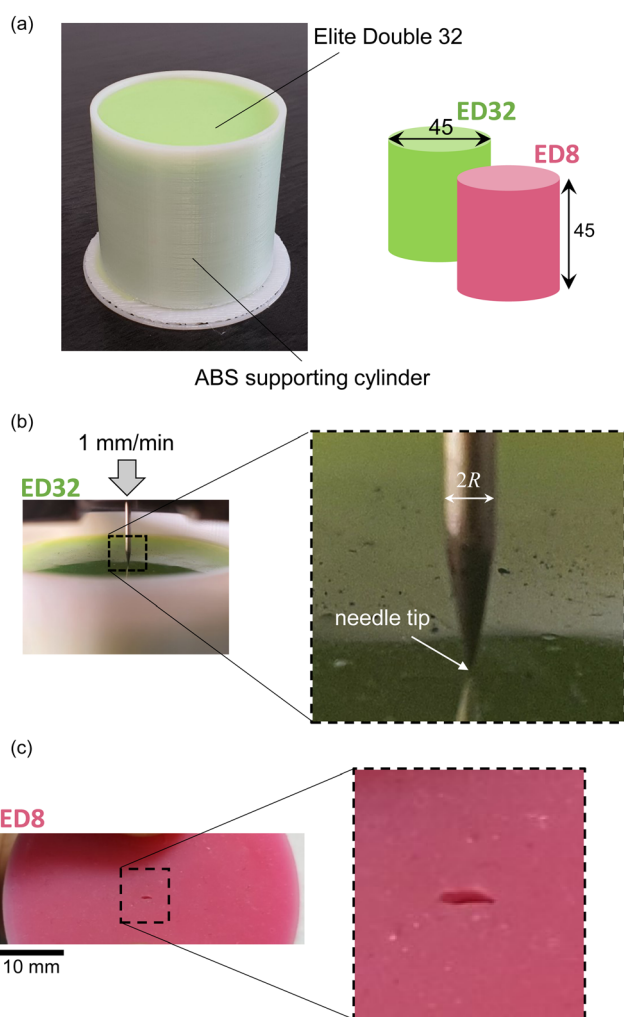 (a)
Elite Double 32
ED32
45
ED8
45
ABS supporting cylinder
(b)
1 mm/min
ED32
2R
needle tip
(c)
ED8
10 mm